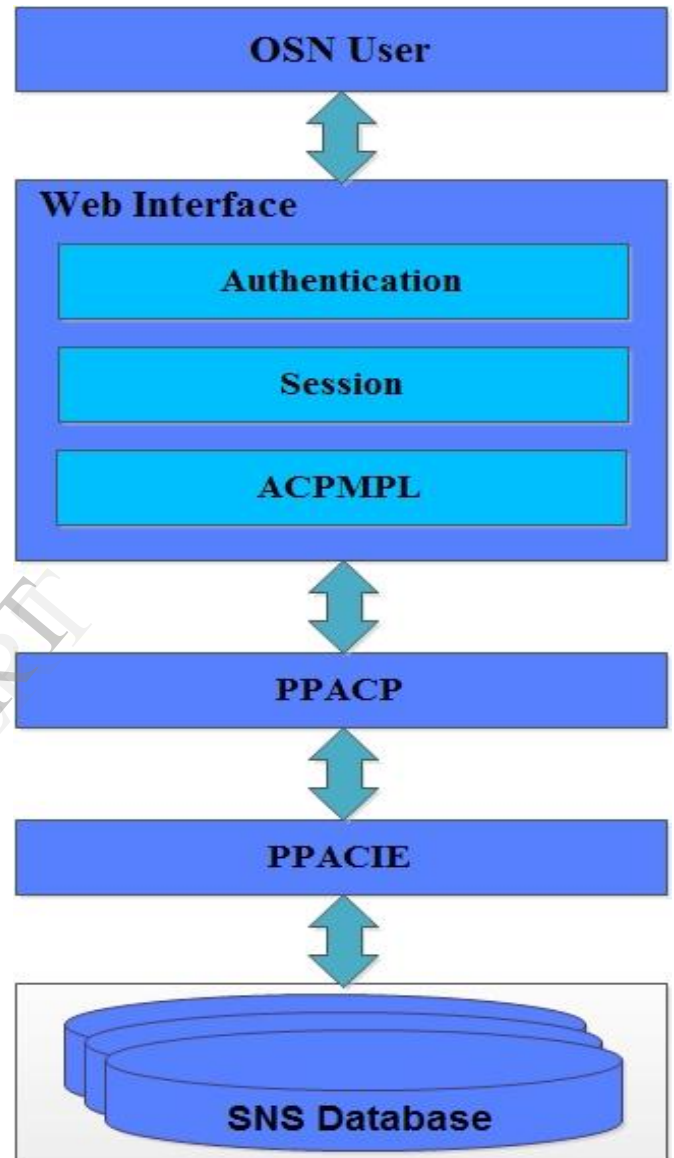 OSN User
Web Interface
Authentication
Session
ACPMPL
PPACP
PPACIE
SNS Database